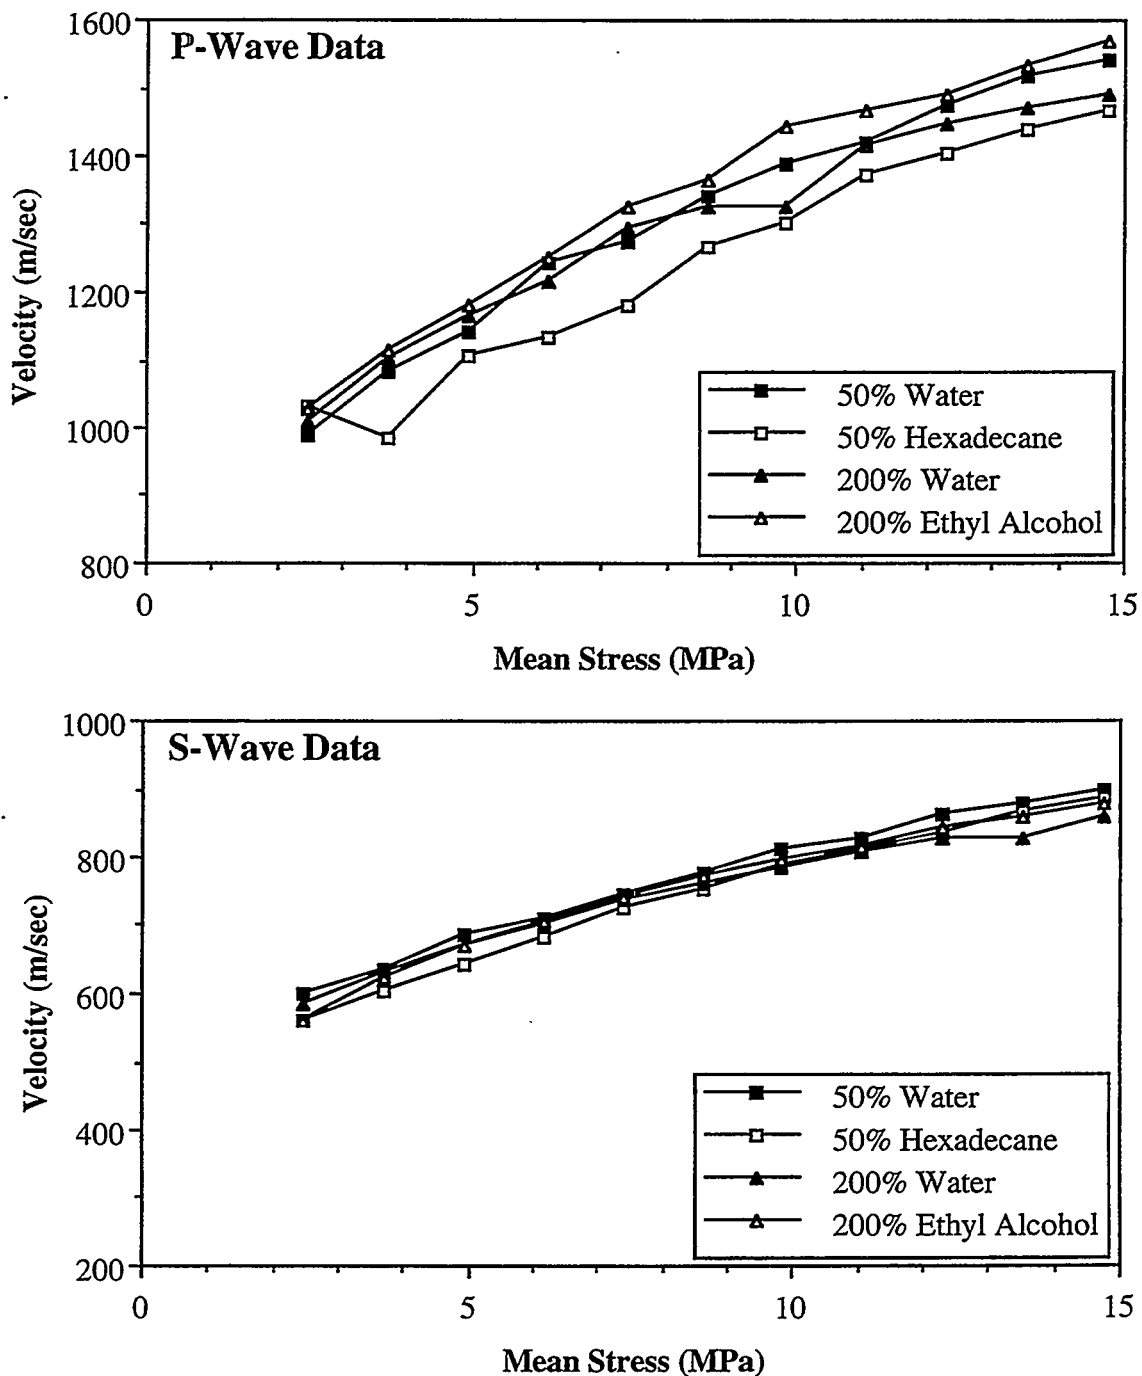 P-Wave Data
1600
1400
1200
1000
800
Velocity (m/sec)
50% Water
50% Hexadecane
200% Water
200% Ethyl Alcohol
0
5
10
15
Mean Stress (MPa)
S-Wave Data
1000
800
600
400
200
Velocity (m/sec)
50% Water
50% Hexadecane
200% Water
200% Ethyl Alcohol
0
5
10
15
Mean Stress (MPa)